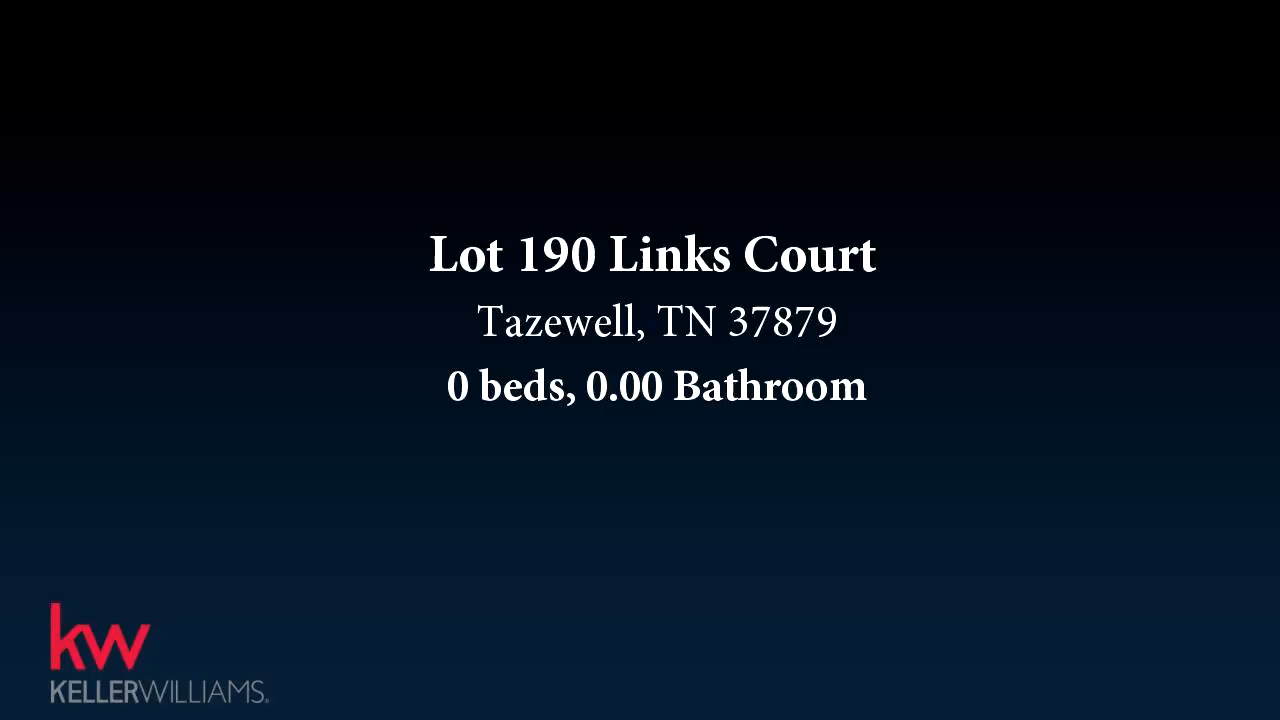 Lot 190 Links Court
Tazewell, TN 37879
0 beds, 0.00 Bathroom
kw
KELLERWILLIAMS.